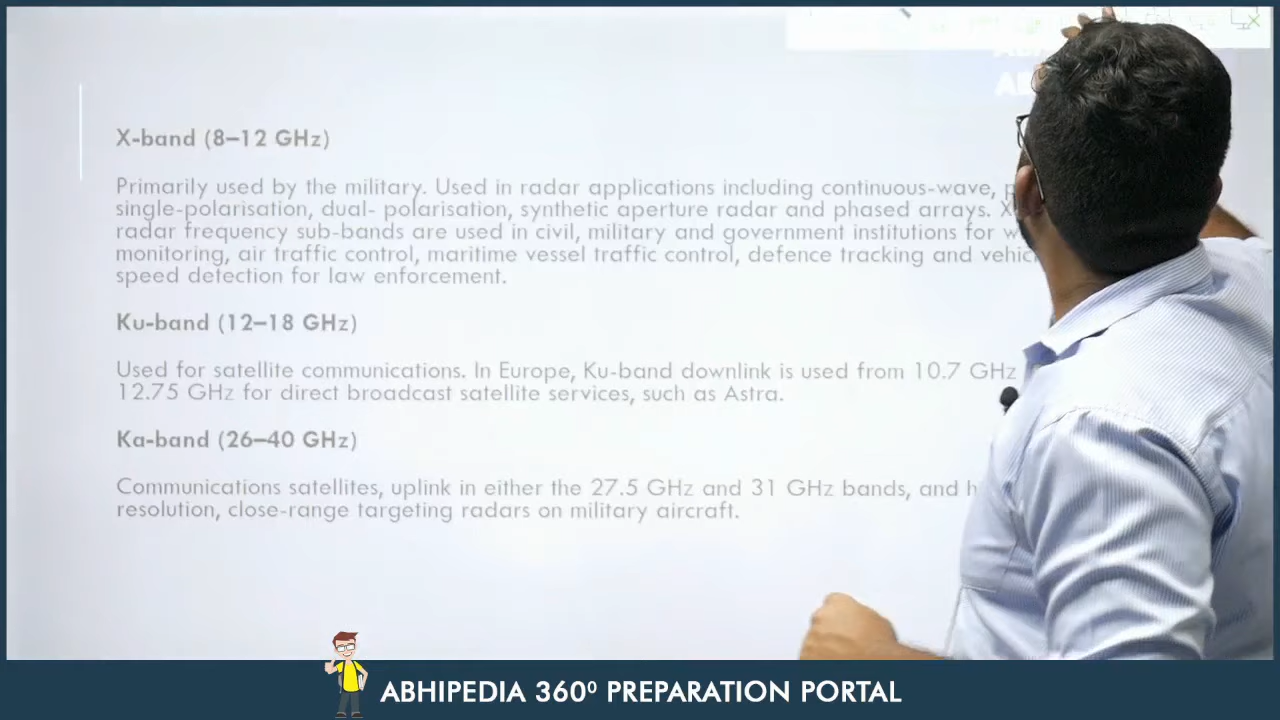 X-band (8–12 GHz)
Primarily used by the military. Used in radar applications including continuous-wave,
single-polarisation, dual- polarisation, synthetic aperture radar and phased arrays.
radar frequency sub-bands are used in civil, military and government institutions for
monitoring, air traffic control, maritime vessel traffic control, defence tracking and
speed detection for law enforcement.
Ku-band (12–18 GHz)
Used for satellite communications. In Europe, Ku-band downlink is used from 10.7 GHz
12.75 GHz for direct broadcast satellite services, such as Astra.
Ka-band (26–40 GHz)
Communications satellites, uplink in either the 27.5 GHz and 31 GHz bands, and
resolution, close-range targeting radars on military aircraft.
ABHIPEDIA 360⁰ PREPARATION PORTAL